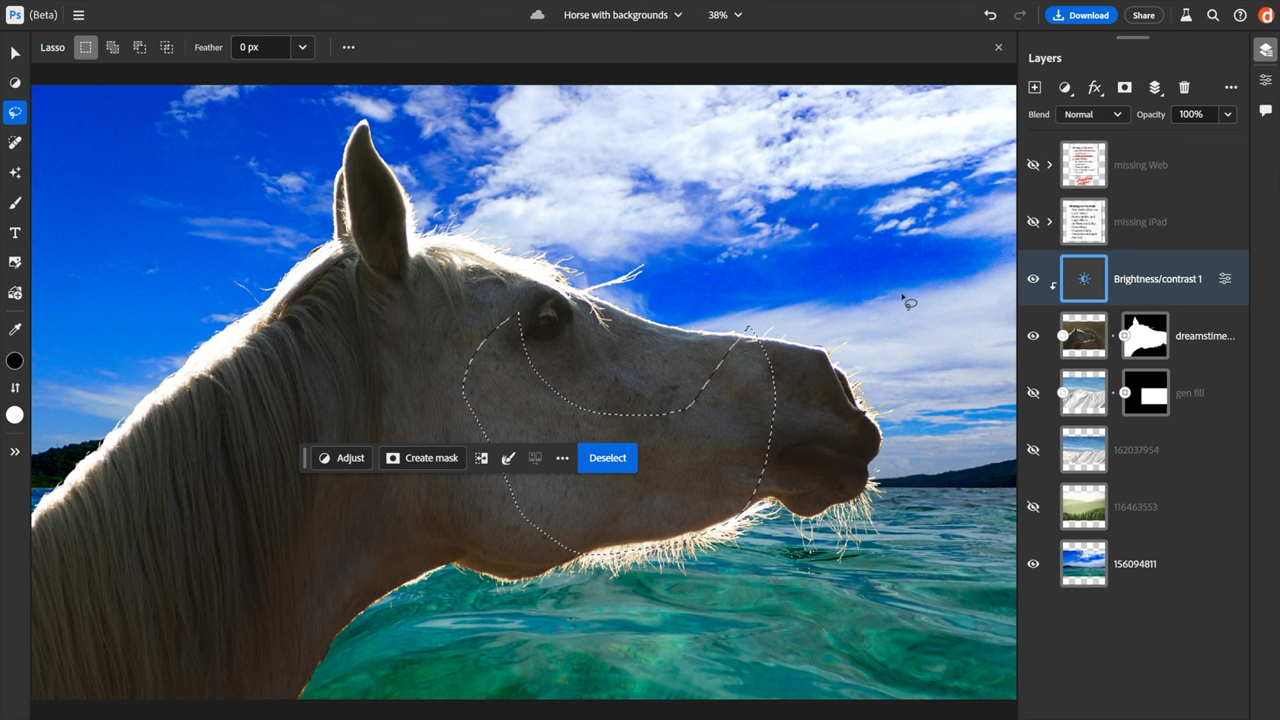 Ps (Beta) Horse with backgrounds 38% Download Share
Lasso Feather 0 px
Layers
Blend Normal Opacity 100%
missing Web
missing iPad
Brightness/contrast 1
dreamstime...
gen fill
162037954
116463553
156094811
Adjust Create mask Deselect
T